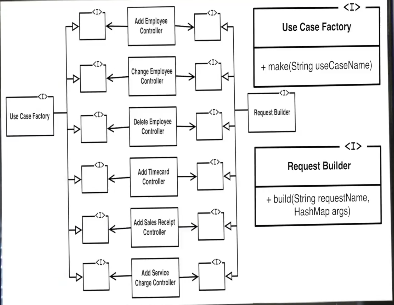 <I>
<I>
Add Employee
Controller
<I>
<I>
Change Employee
Controller
<I>
Use Case Factory
<I>
<I>
Delete Employee
Controller
<I>
Request Builder
<I>
<I>
Add Timecard
Controller
<I>
<I>
Add Sales Receipt
Controller
<I>
<I>
Add Service
Charge Controller
<I>
<I>
Use Case Factory
+ make(String useCaseName)
<I>
Request Builder
+ build(String requestName,
HashMap args)